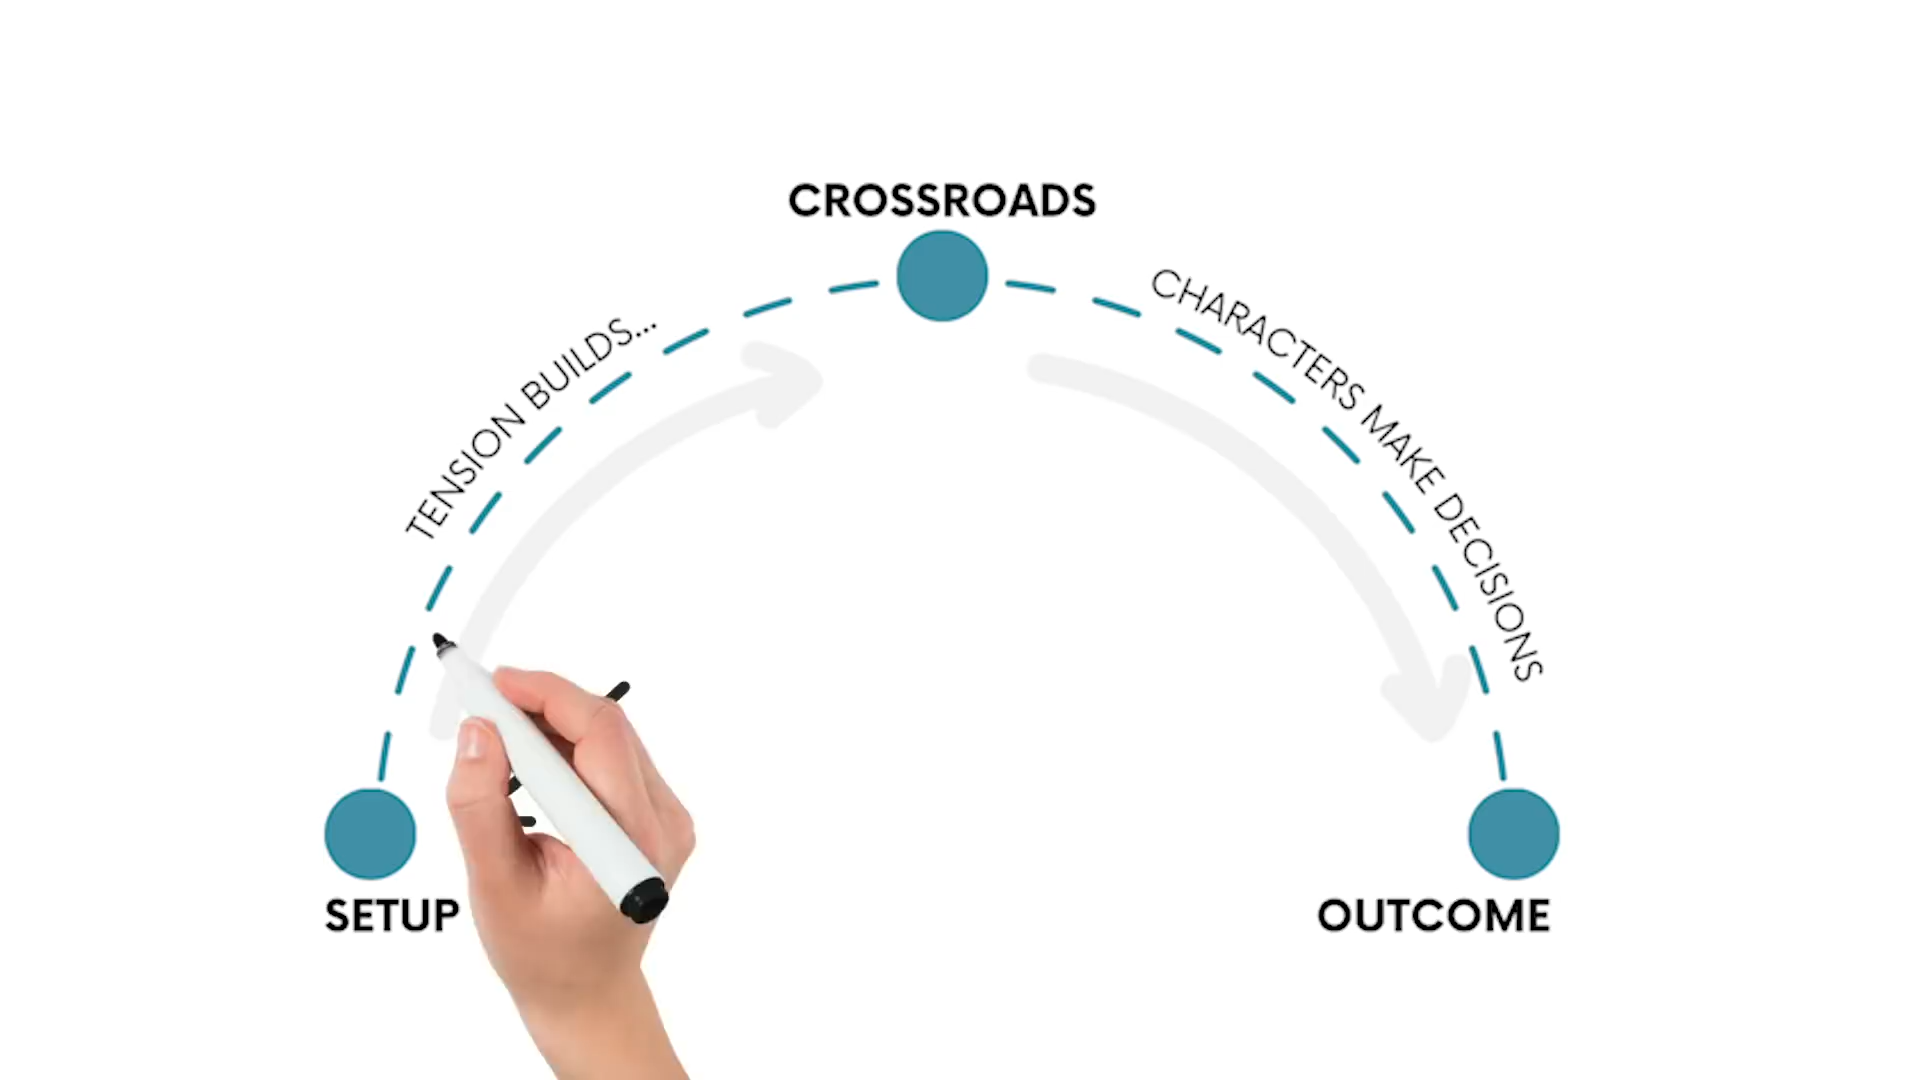 CROSSROADS
TENSION BUILDS...
CHARACTERS MAKE DECISIONS
SETUP
OUTCOME